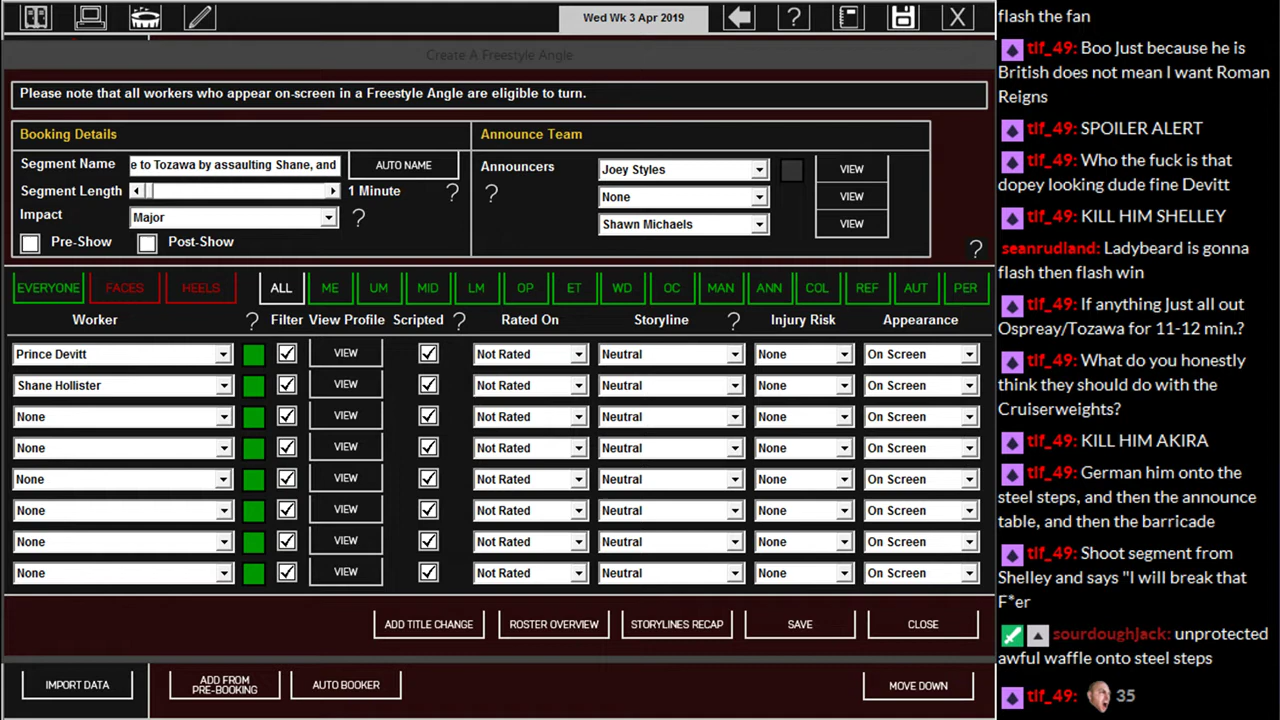 Wed Wk 3 Apr 2019
?
X
Create A Freestyle Angle
Please note that all workers who appear on-screen in a Freestyle Angle are eligible to turn.
Booking Details
Segment Name
e to Tozawa by assaulting Shane, and
AUTO NAME
Segment Length
1 Minute
?
Impact
Major
?
Pre-Show
Post-Show
Announce Team
Announcers
?
Joey Styles
VIEW
None
VIEW
Shawn Michaels
VIEW
?
EVERYONE FACES HEELS ALL ME UM MID LM OP ET WD OC MAN ANN COL REF AUT PER
Worker ? Filter View Profile Scripted ? Rated On Storyline ? Injury Risk Appearance
Prince Devitt VIEW Not Rated Neutral None On Screen
Shane Hollister VIEW Not Rated Neutral None On Screen
None VIEW Not Rated Neutral None On Screen
None VIEW Not Rated Neutral None On Screen
None VIEW Not Rated Neutral None On Screen
None VIEW Not Rated Neutral None On Screen
None VIEW Not Rated Neutral None On Screen
None VIEW Not Rated Neutral None On Screen
ADD TITLE CHANGE ROSTER OVERVIEW STORYLINES RECAP SAVE CLOSE
IMPORT DATA
ADD FROM
PRE-BOOKING
AUTO BOOKER
MOVE DOWN
flash the fan
tlf_49: Boo Just because he is
British does not mean I want Roman
Reigns
tlf_49: SPOILER ALERT
tlf_49: Who the fuck is that
dopey looking dude fine Devitt
tlf_49: KILL HIM SHELLEY
seanrudland: Ladybeard is gonna
flash then flash win
tlf_49: If anything Just all out
Ospreay/Tozawa for 11-12 min.?
tlf_49: What do you honestly
think they should do with the
Cruiserweights?
tlf_49: KILL HIM AKIRA
tlf_49: German him onto the
steel steps, and then the announce
table, and then the barricade
tlf_49: Shoot segment from
Shelley and says "I will break that
F*er
sourdoughjack: unprotected
awful waffle onto steel steps
tlf_49: 35